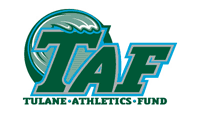 TAF
TULANE • ATHLETICS • FUND